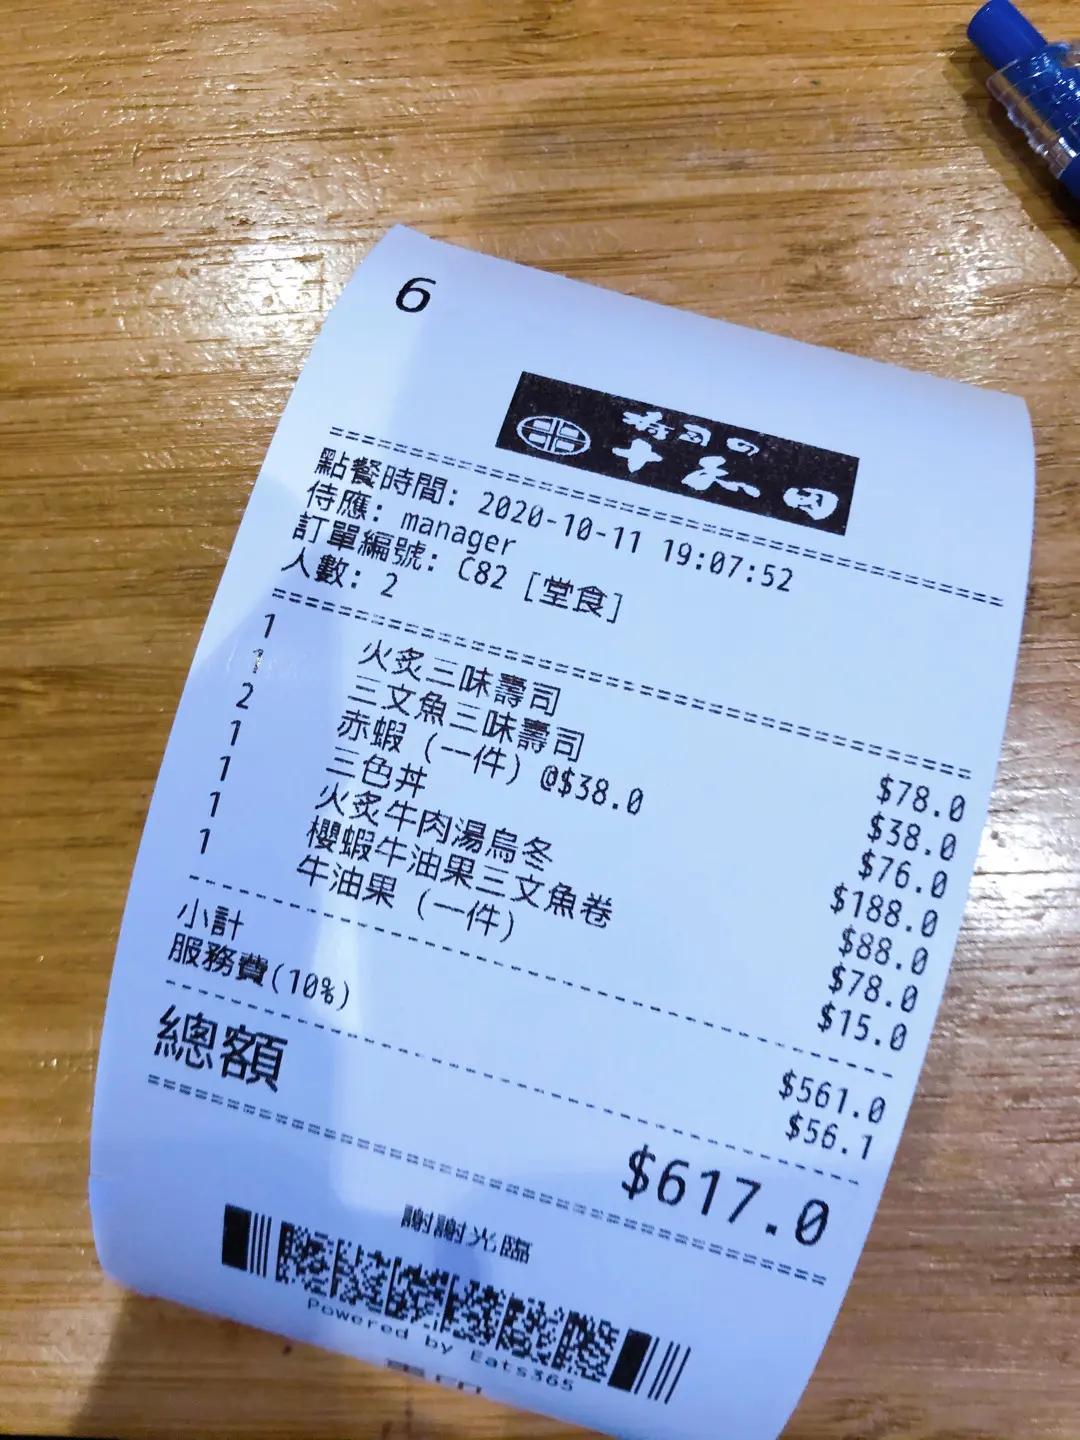 6
寿司の
十和田
點餐時間: 2020-10-11 19:07:52
侍應: manager
訂單編號: C82 [堂食]
人數: 2
1 火炙三味壽司 $78.0
1 三文魚三味壽司 $38.0
2 赤蝦 (一件) @$38.0 $76.0
1 三色丼 $188.0
1 火炙牛肉湯烏冬 $88.0
1 櫻蝦牛油果三文魚卷 $78.0
1 牛油果 (一件) $15.0
小計 $561.0
服務費(10%) $56.1
總額 $617.0
謝謝光臨
Powered by Eats365